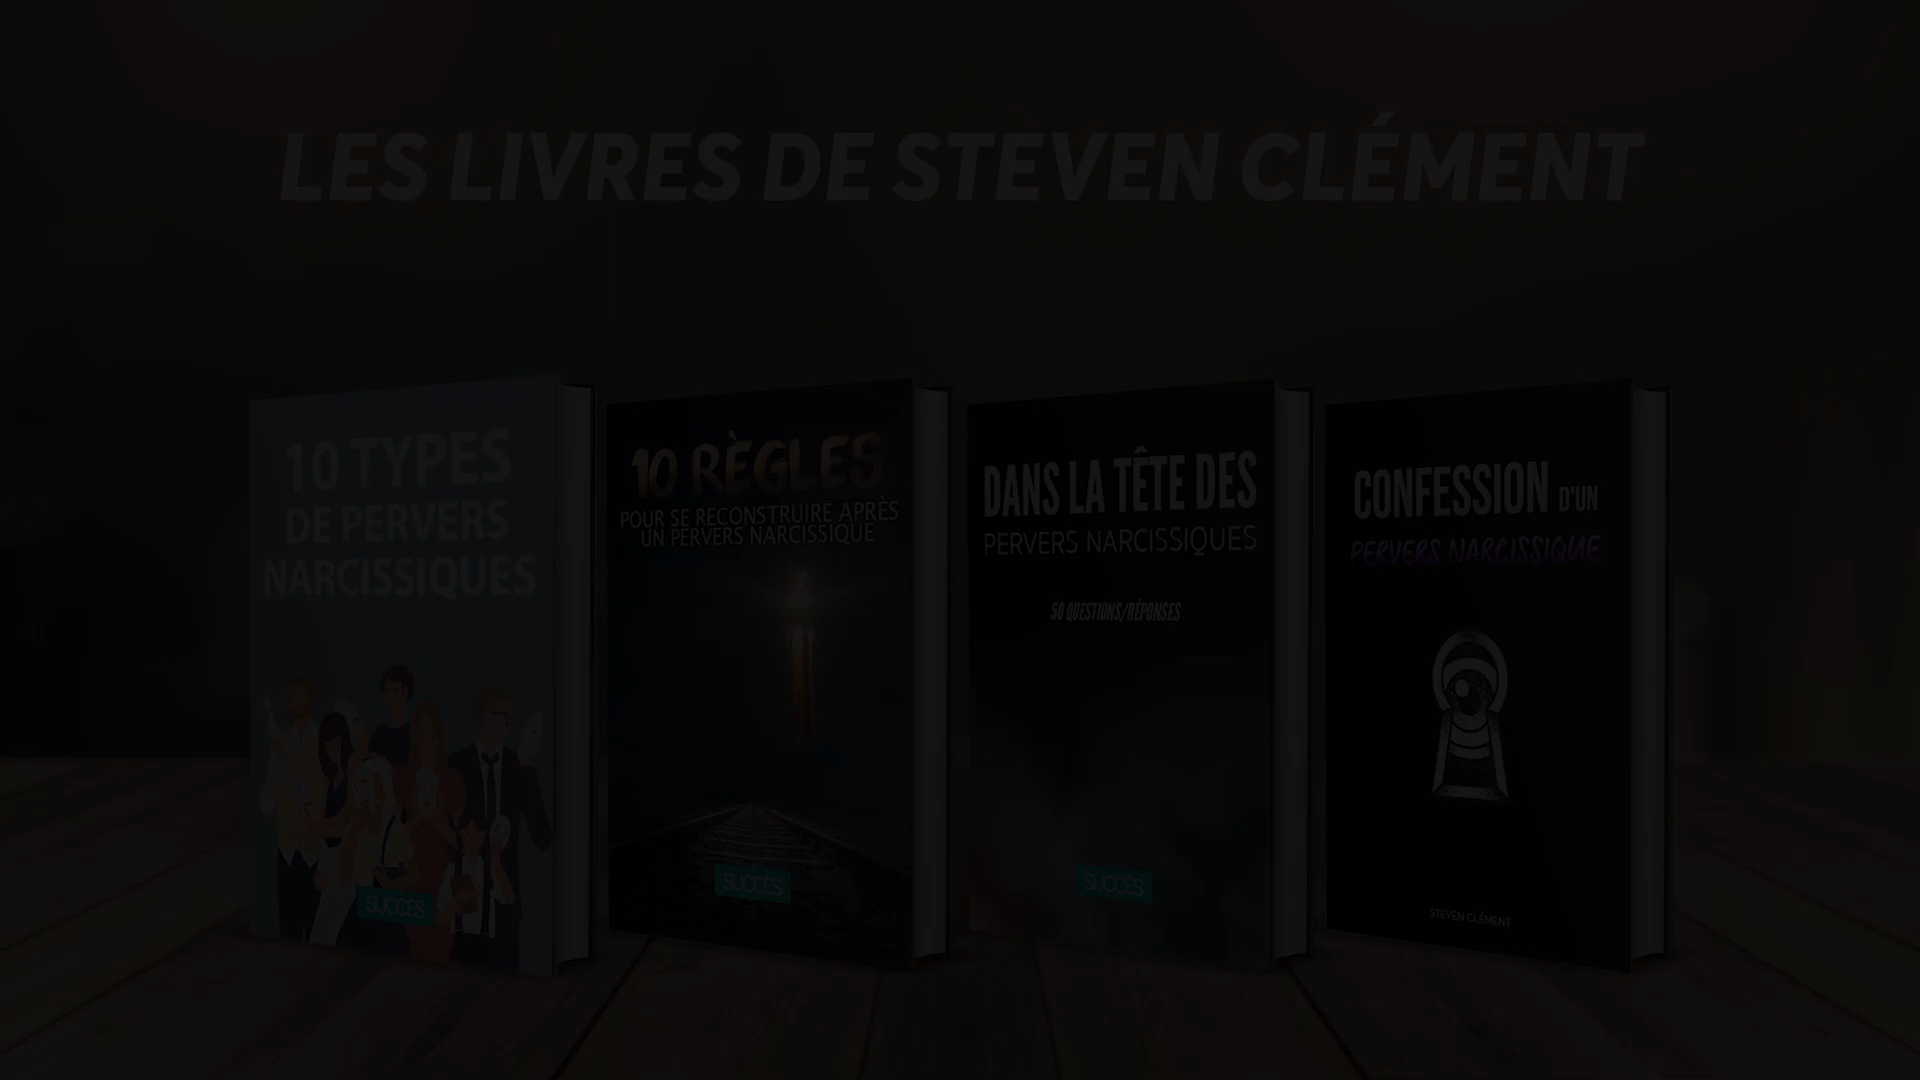 LES LIVRES DE STEVEN CLÉMENT
10 TYPES
DE PERVERS
NARCISSIQUES
SUCCÈS
10 RÈGLES
POUR SE RECONSTRUIRE APRÈS
UN PERVERS NARCISSIQUE
SUCCÈS
DANS LA TÊTE DES
PERVERS NARCISSIQUES
50 QUESTIONS/RÉPONSES
SUCCÈS
CONFESSION D'UN
PERVERS NARCISSIQUE
STEVEN CLÉMENT